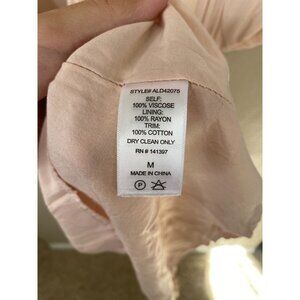 STYLE# ALD42075
SELF:
100% VISCOSE
LINING:
100% RAYON
TRIM:
100% COTTON
DRY CLEAN ONLY
RN # 141397
M
MADE IN CHINA
P